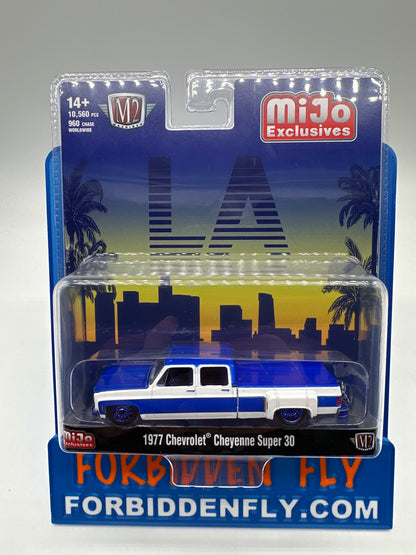 14+
10,560 PCS
960 CHASE
WORLDWIDE
M2
MACHINES
MiJo
Exclusives
LA
MiJo
Exclusives
1977 Chevrolet® Cheyenne Super 30
M2
FORBIDDEN FLY
FORBIDDENFLY.COM